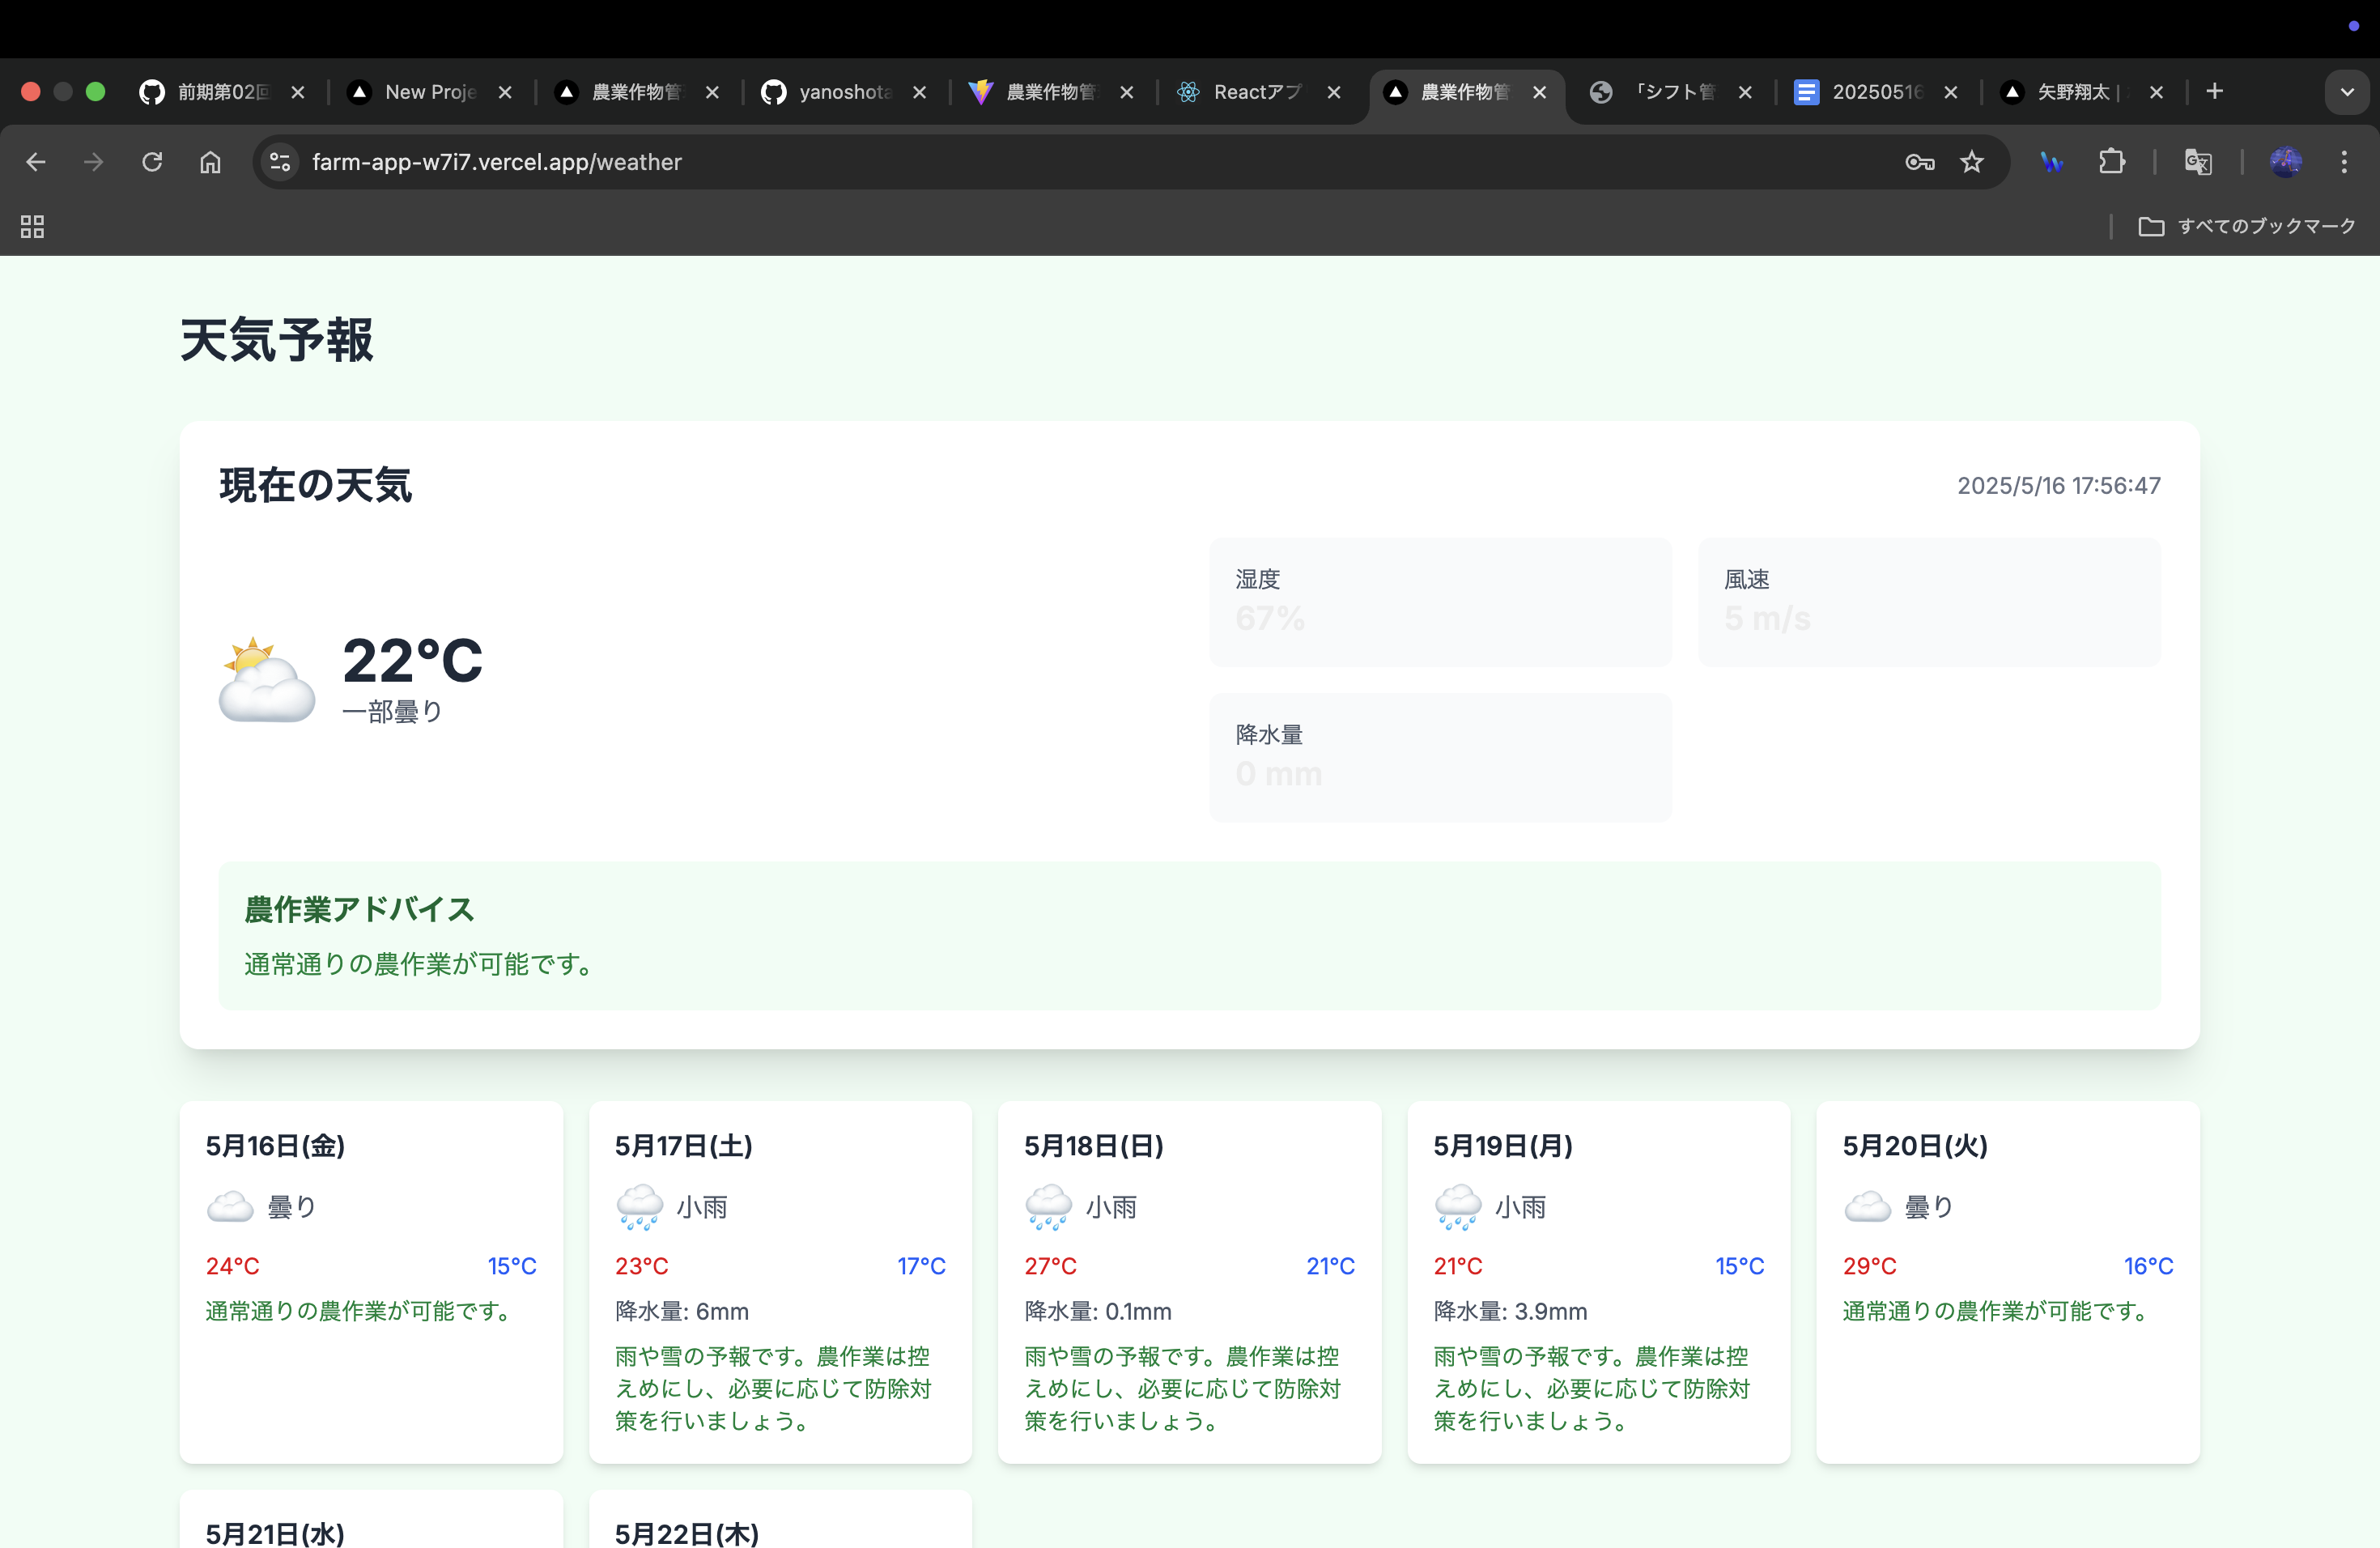 前期第02回
New Proje
農業作物管
yanoshota
農業作物管
Reactアプ
農業作物管
「シフト管
20250516
矢野翔太 |
farm-app-w7i7.vercel.app/weather
すべてのブックマーク
天気予報
現在の天気
2025/5/16 17:56:47
22°C
一部曇り
湿度
67%
風速
5 m/s
降水量
0 mm
農作業アドバイス
通常通りの農作業が可能です。
5月16日(金)
曇り
24°C 15°C
通常通りの農作業が可能です。
5月17日(土)
小雨
23°C 17°C
降水量: 6mm
雨や雪の予報です。農作業は控
えめにし、必要に応じて防除対
策を行いましょう。
5月18日(日)
小雨
27°C 21°C
降水量: 0.1mm
雨や雪の予報です。農作業は控
えめにし、必要に応じて防除対
策を行いましょう。
5月19日(月)
小雨
21°C 15°C
降水量: 3.9mm
雨や雪の予報です。農作業は控
えめにし、必要に応じて防除対
策を行いましょう。
5月20日(火)
曇り
29°C 16°C
通常通りの農作業が可能です。
5月21日(水)
5月22日(木)